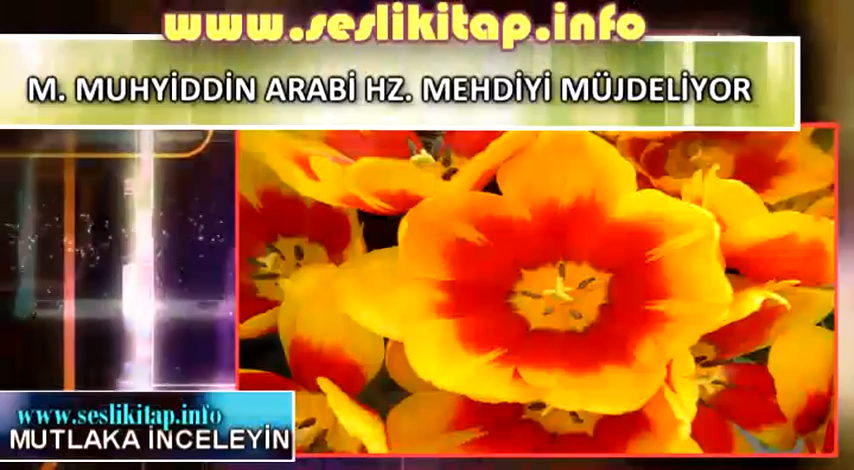 www.seslikitap.info
M. MUHYİDDİN ARABİ HZ. MEHDİYİ MÜJDELİYOR
www.seslikitap.info
MUTLAKA İNCELEYİN